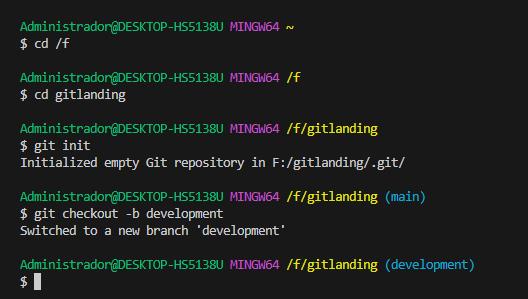 Administrador@DESKTOP-HS5138U MINGW64 ~
$ cd /f
Administrador@DESKTOP-HS5138U MINGW64 /f
$ cd gitlanding
Administrador@DESKTOP-HS5138U MINGW64 /f/gitlanding
$ git init
Initialized empty Git repository in F:/gitlanding/.git/
Administrador@DESKTOP-HS5138U MINGW64 /f/gitlanding (main)
$ git checkout -b development
Switched to a new branch 'development'
Administrador@DESKTOP-HS5138U MINGW64 /f/gitlanding (development)
$